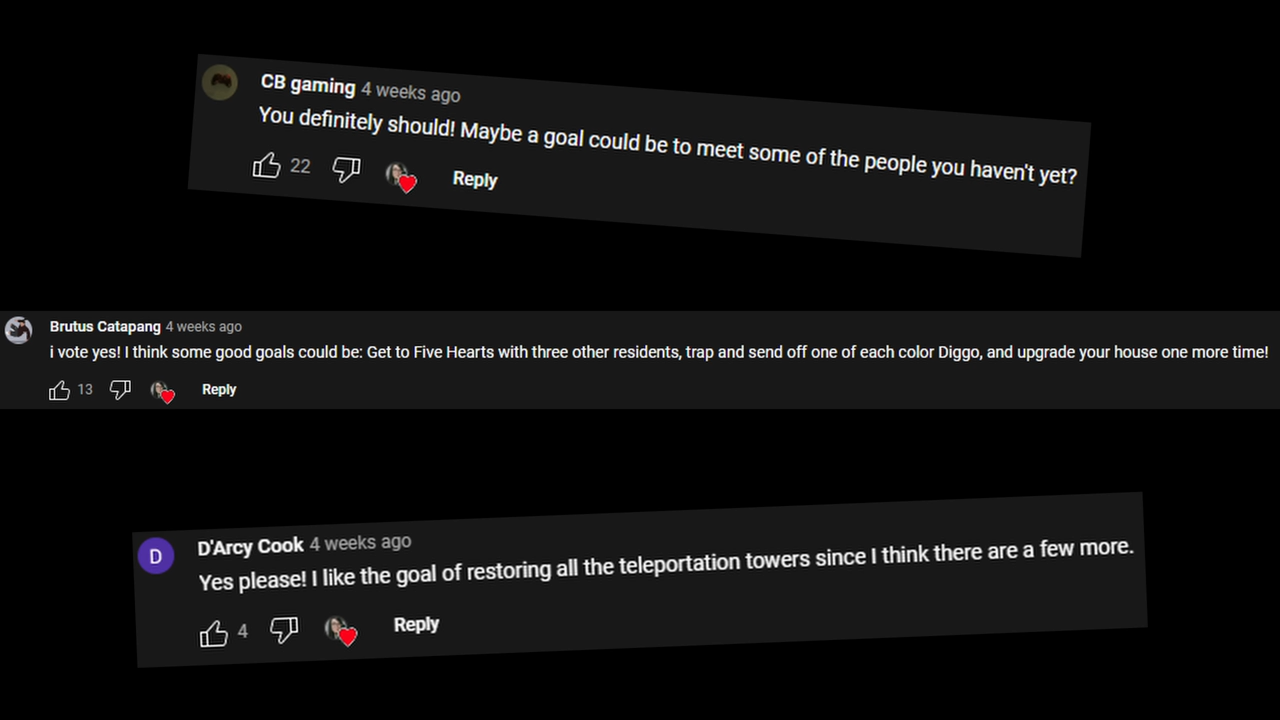 CB gaming 4 weeks ago
You definitely should! Maybe a goal could be to meet some of the people you haven't yet?
22 Reply
Brutus Catapang 4 weeks ago
i vote yes! I think some good goals could be: Get to Five Hearts with three other residents, trap and send off one of each color Diggo, and upgrade your house one more time!
13 Reply
D D'Arcy Cook 4 weeks ago
Yes please! I like the goal of restoring all the teleportation towers since I think there are a few more.
4 Reply